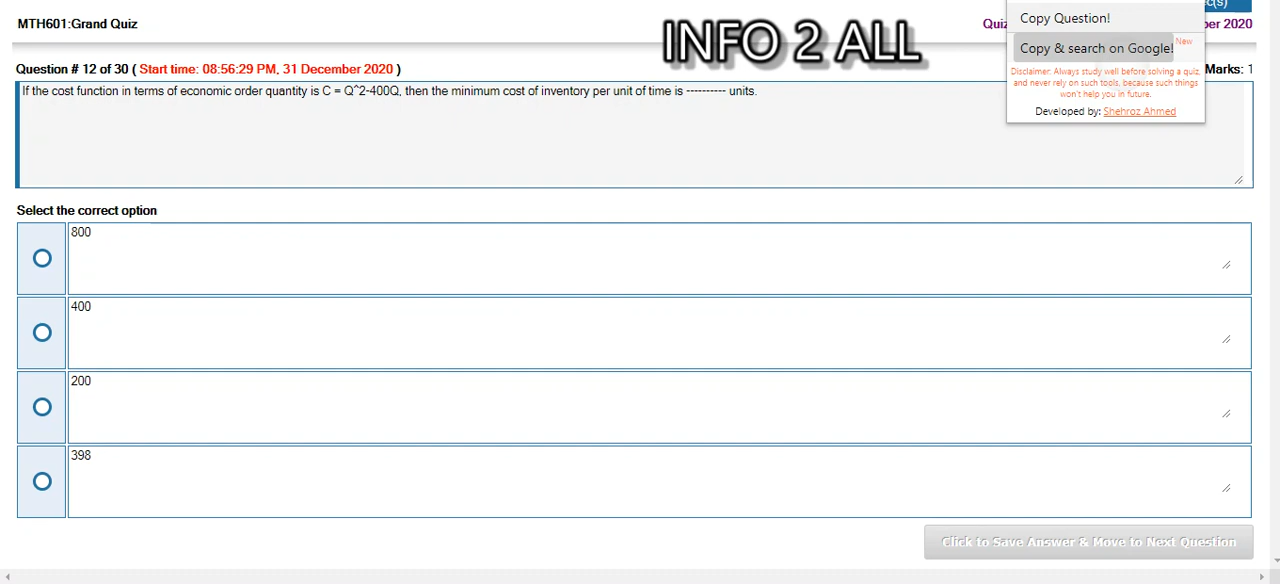 MTH601:Grand Quiz
INFO 2 ALL
Quiz
Copy Question!
Copy & search on Google!
New
Disclaimer: Always study well before solving a quiz,
and never rely on such tools, because such things
won't help you in future.
Developed by: Shehroz Ahmed
c(s)
ber 2020
Question # 12 of 30 ( Start time: 08:56:29 PM, 31 December 2020 )
Marks: 1
If the cost function in terms of economic order quantity is C = Q^2-400Q, then the minimum cost of inventory per unit of time is ---------- units.
Select the correct option
800
400
200
398
Click to Save Answer & Move to Next Question